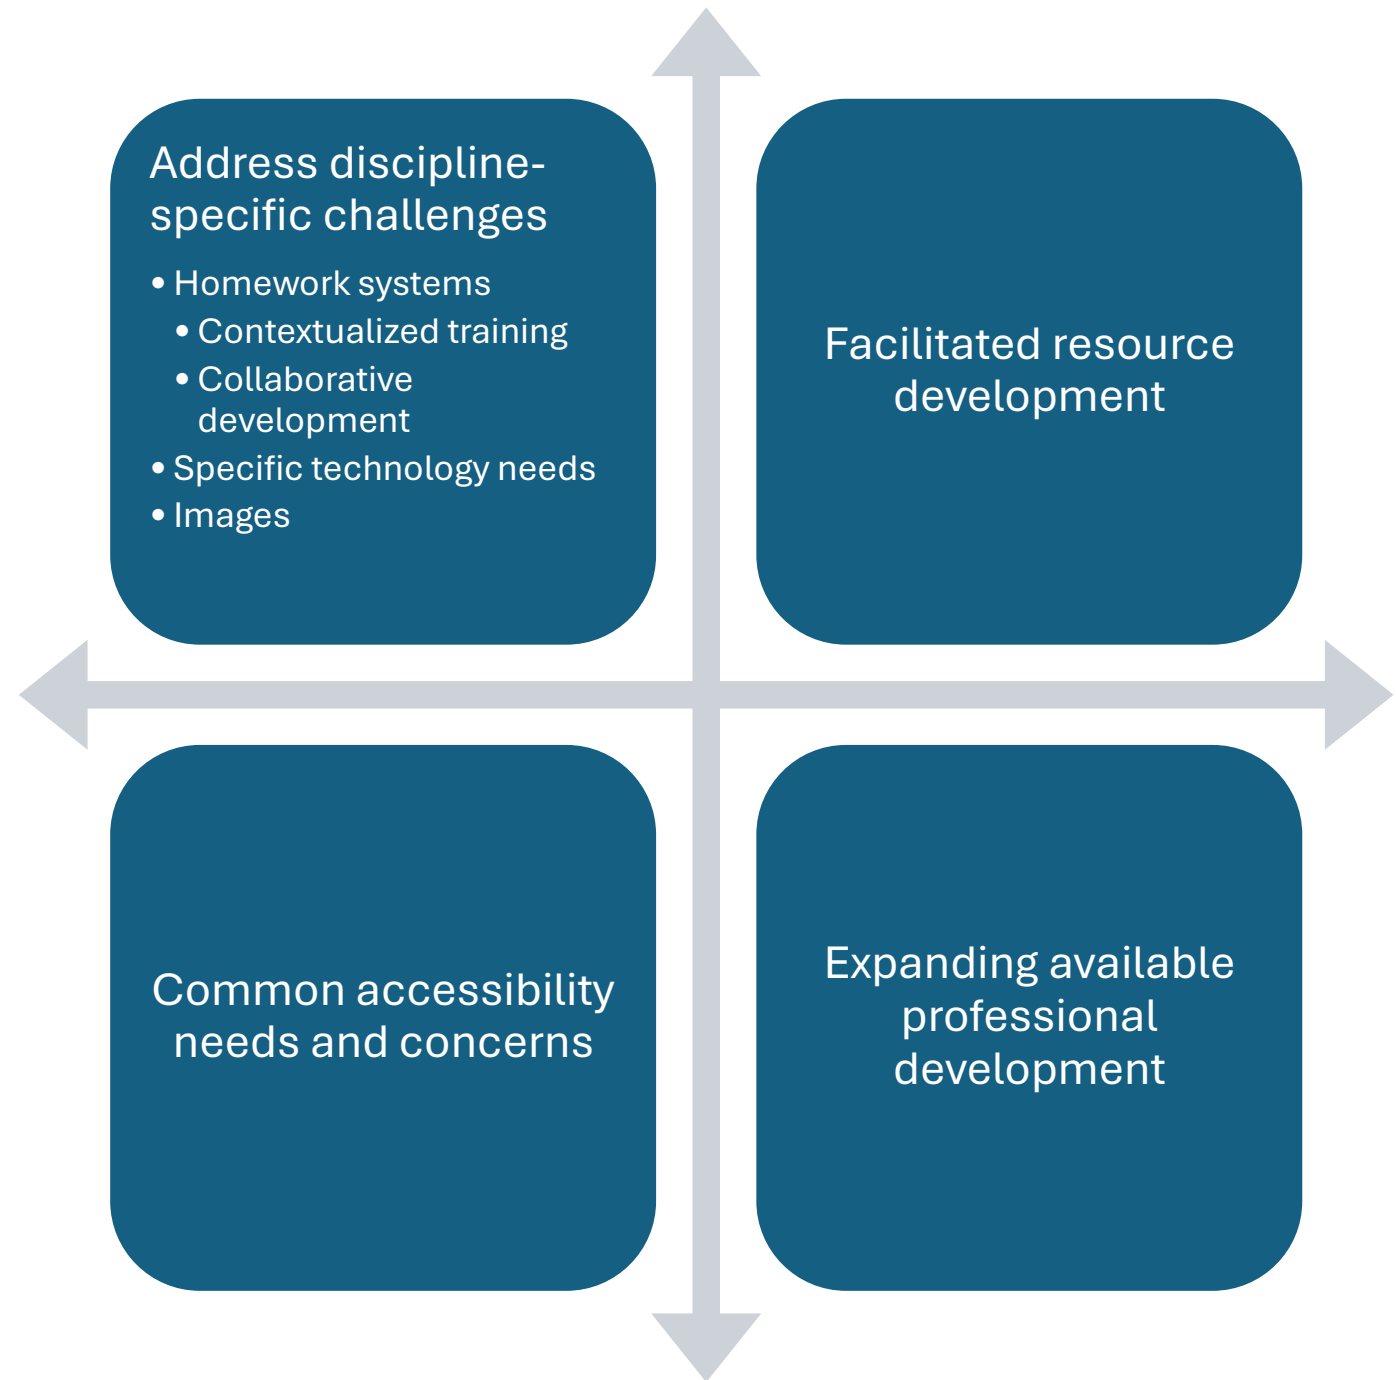 Address discipline-
specific challenges
• Homework systems
• Contextualized training
• Collaborative
development
• Specific technology needs
• Images
Facilitated resource
development
Common accessibility
needs and concerns
Expanding available
professional
development